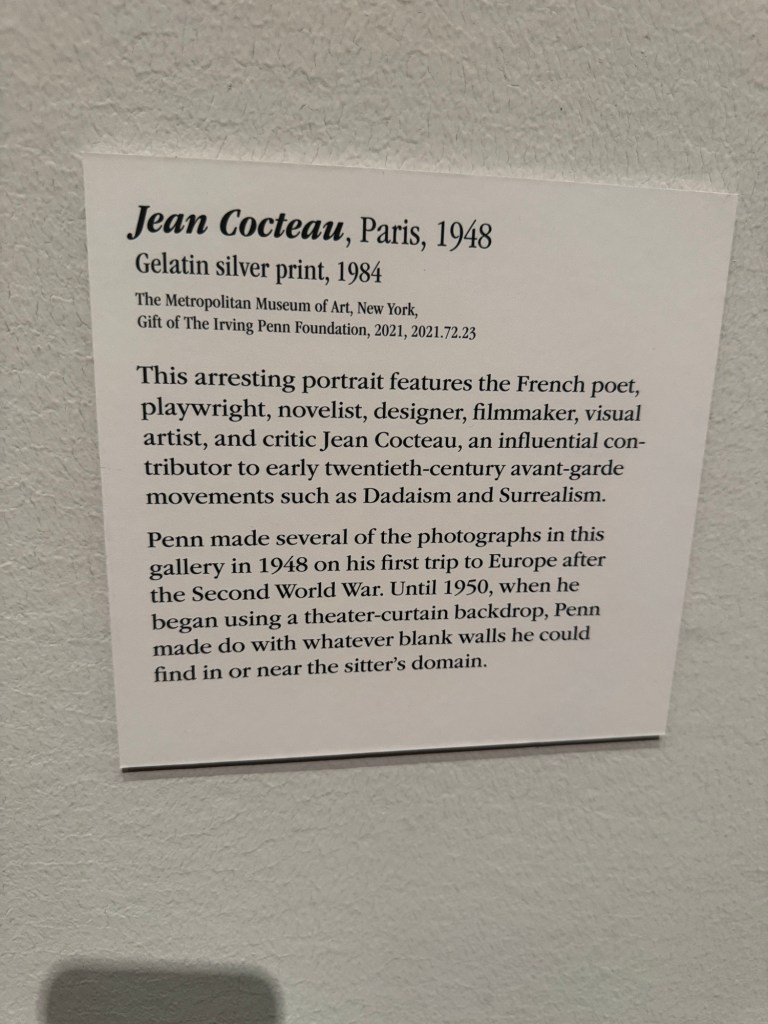 Jean Cocteau, Paris, 1948
Gelatin silver print, 1984
The Metropolitan Museum of Art, New York,
Gift of The Irving Penn Foundation, 2021, 2021.72.23
This arresting portrait features the French poet,
playwright, novelist, designer, filmmaker, visual
artist, and critic Jean Cocteau, an influential con-
tributor to early twentieth-century avant-garde
movements such as Dadaism and Surrealism.
Penn made several of the photographs in this
gallery in 1948 on his first trip to Europe after
the Second World War. Until 1950, when he
began using a theater-curtain backdrop, Penn
made do with whatever blank walls he could
find in or near the sitter's domain.